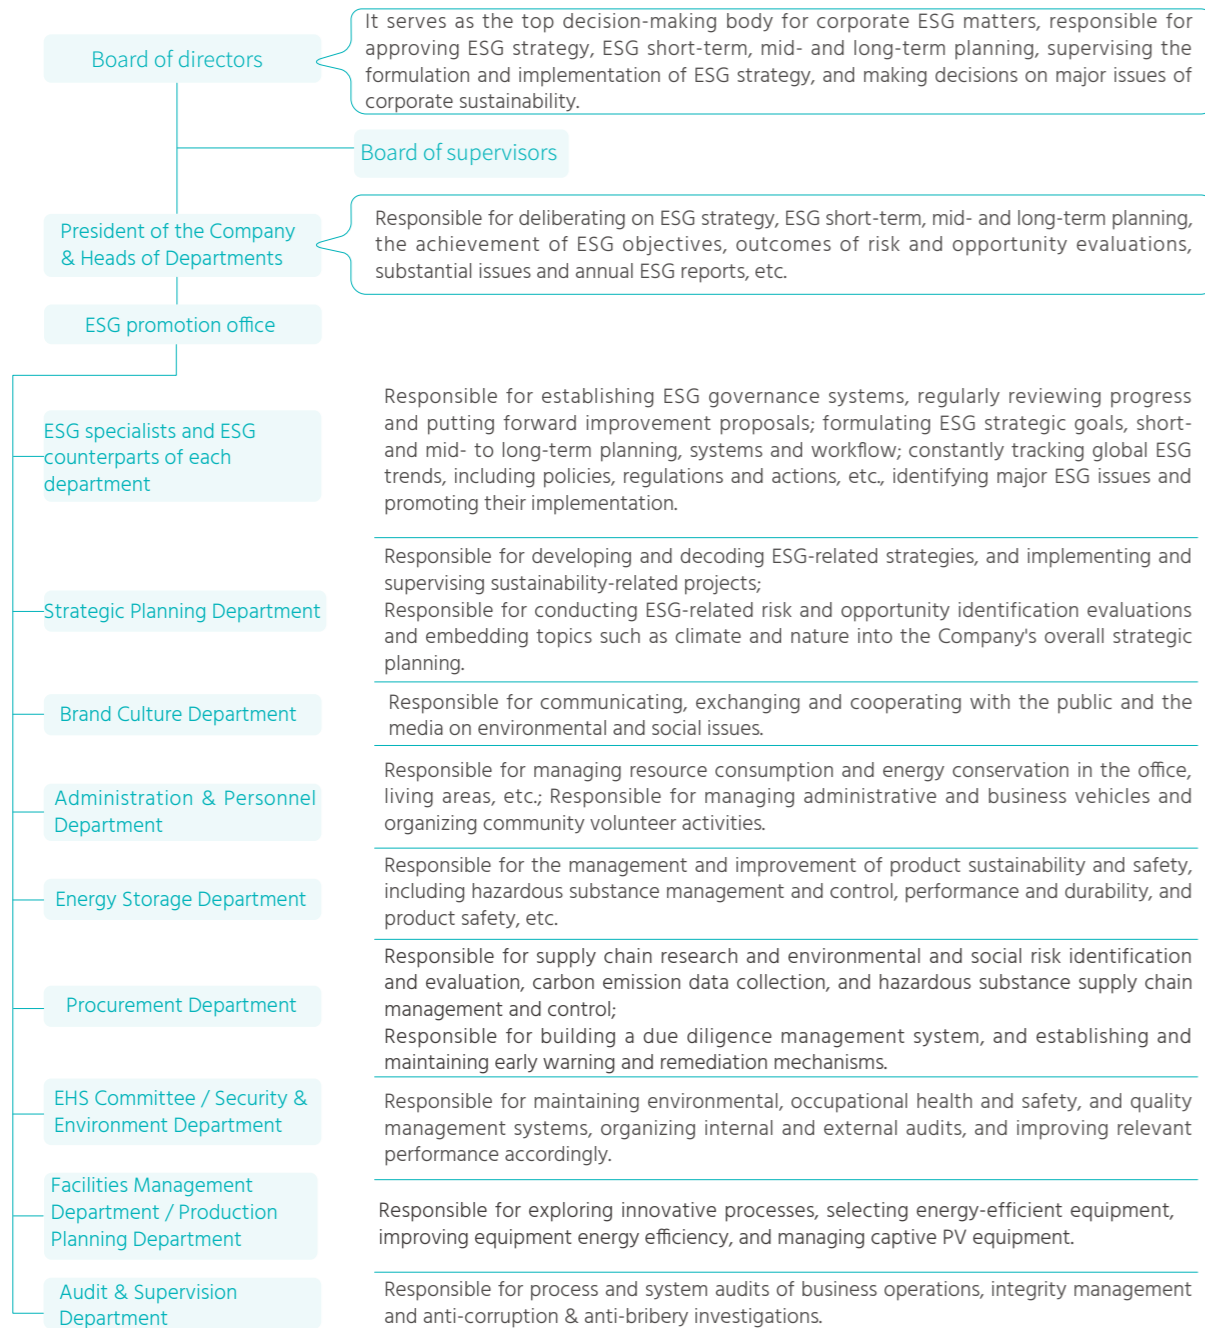 Board of directors
It serves as the top decision-making body for corporate ESG matters, responsible for
approving ESG strategy, ESG short-term, mid- and long-term planning, supervising the
formulation and implementation of ESG strategy, and making decisions on major issues of
corporate sustainability.
Board of supervisors
President of the Company
& Heads of Departments
Responsible for deliberating on ESG strategy, ESG short-term, mid- and long-term planning,
the achievement of ESG objectives, outcomes of risk and opportunity evaluations,
substantial issues and annual ESG reports, etc.
ESG promotion office
ESG specialists and ESG
counterparts of each
department
Responsible for establishing ESG governance systems, regularly reviewing progress
and putting forward improvement proposals; formulating ESG strategic goals, short-
and mid- to long-term planning, systems and workflow; constantly tracking global ESG
trends, including policies, regulations and actions, etc., identifying major ESG issues and
promoting their implementation.
Strategic Planning Department
Responsible for developing and decoding ESG-related strategies, and implementing and
supervising sustainability-related projects;
Responsible for conducting ESG-related risk and opportunity identification evaluations
and embedding topics such as climate and nature into the Company's overall strategic
planning.
Brand Culture Department
Responsible for communicating, exchanging and cooperating with the public and the
media on environmental and social issues.
Administration & Personnel
Department
Responsible for managing resource consumption and energy conservation in the office,
living areas, etc.; Responsible for managing administrative and business vehicles and
organizing community volunteer activities.
Energy Storage Department
Responsible for the management and improvement of product sustainability and safety,
including hazardous substance management and control, performance and durability, and
product safety, etc.
Procurement Department
Responsible for supply chain research and environmental and social risk identification
and evaluation, carbon emission data collection, and hazardous substance supply chain
management and control;
Responsible for building a due diligence management system, and establishing and
maintaining early warning and remediation mechanisms.
EHS Committee / Security &
Environment Department
Responsible for maintaining environmental, occupational health and safety, and quality
management systems, organizing internal and external audits, and improving relevant
performance accordingly.
Facilities Management
Department / Production
Planning Department
Responsible for exploring innovative processes, selecting energy-efficient equipment,
improving equipment energy efficiency, and managing captive PV equipment.
Audit & Supervision
Department
Responsible for process and system audits of business operations, integrity management
and anti-corruption & anti-bribery investigations.